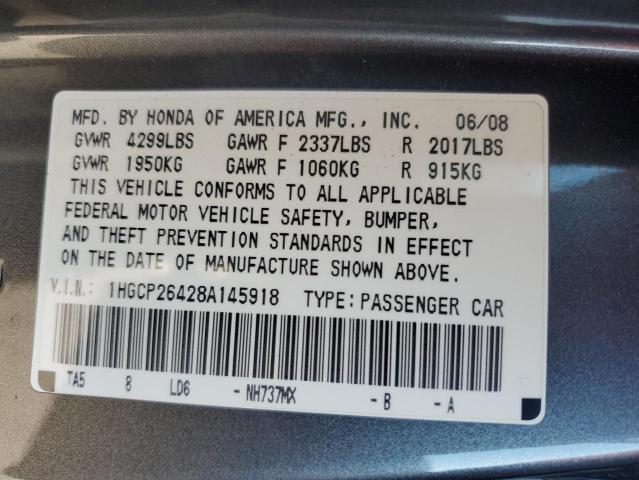 MFD. BY HONDA OF AMERICA MFG., INC. 06/08
GVWR 4299LBS GAWR F 2337LBS R 2017LBS
GVWR 1950KG GAWR F 1060KG R 915KG
THIS VEHICLE CONFORMS TO ALL APPLICABLE
FEDERAL MOTOR VEHICLE SAFETY, BUMPER,
AND THEFT PREVENTION STANDARDS IN EFFECT
ON THE DATE OF MANUFACTURE SHOWN ABOVE.
V.I.N.: 1HGCP26428A145918 TYPE:PASSENGER CAR
TA5 8 LD6 -NH737MX -B -A